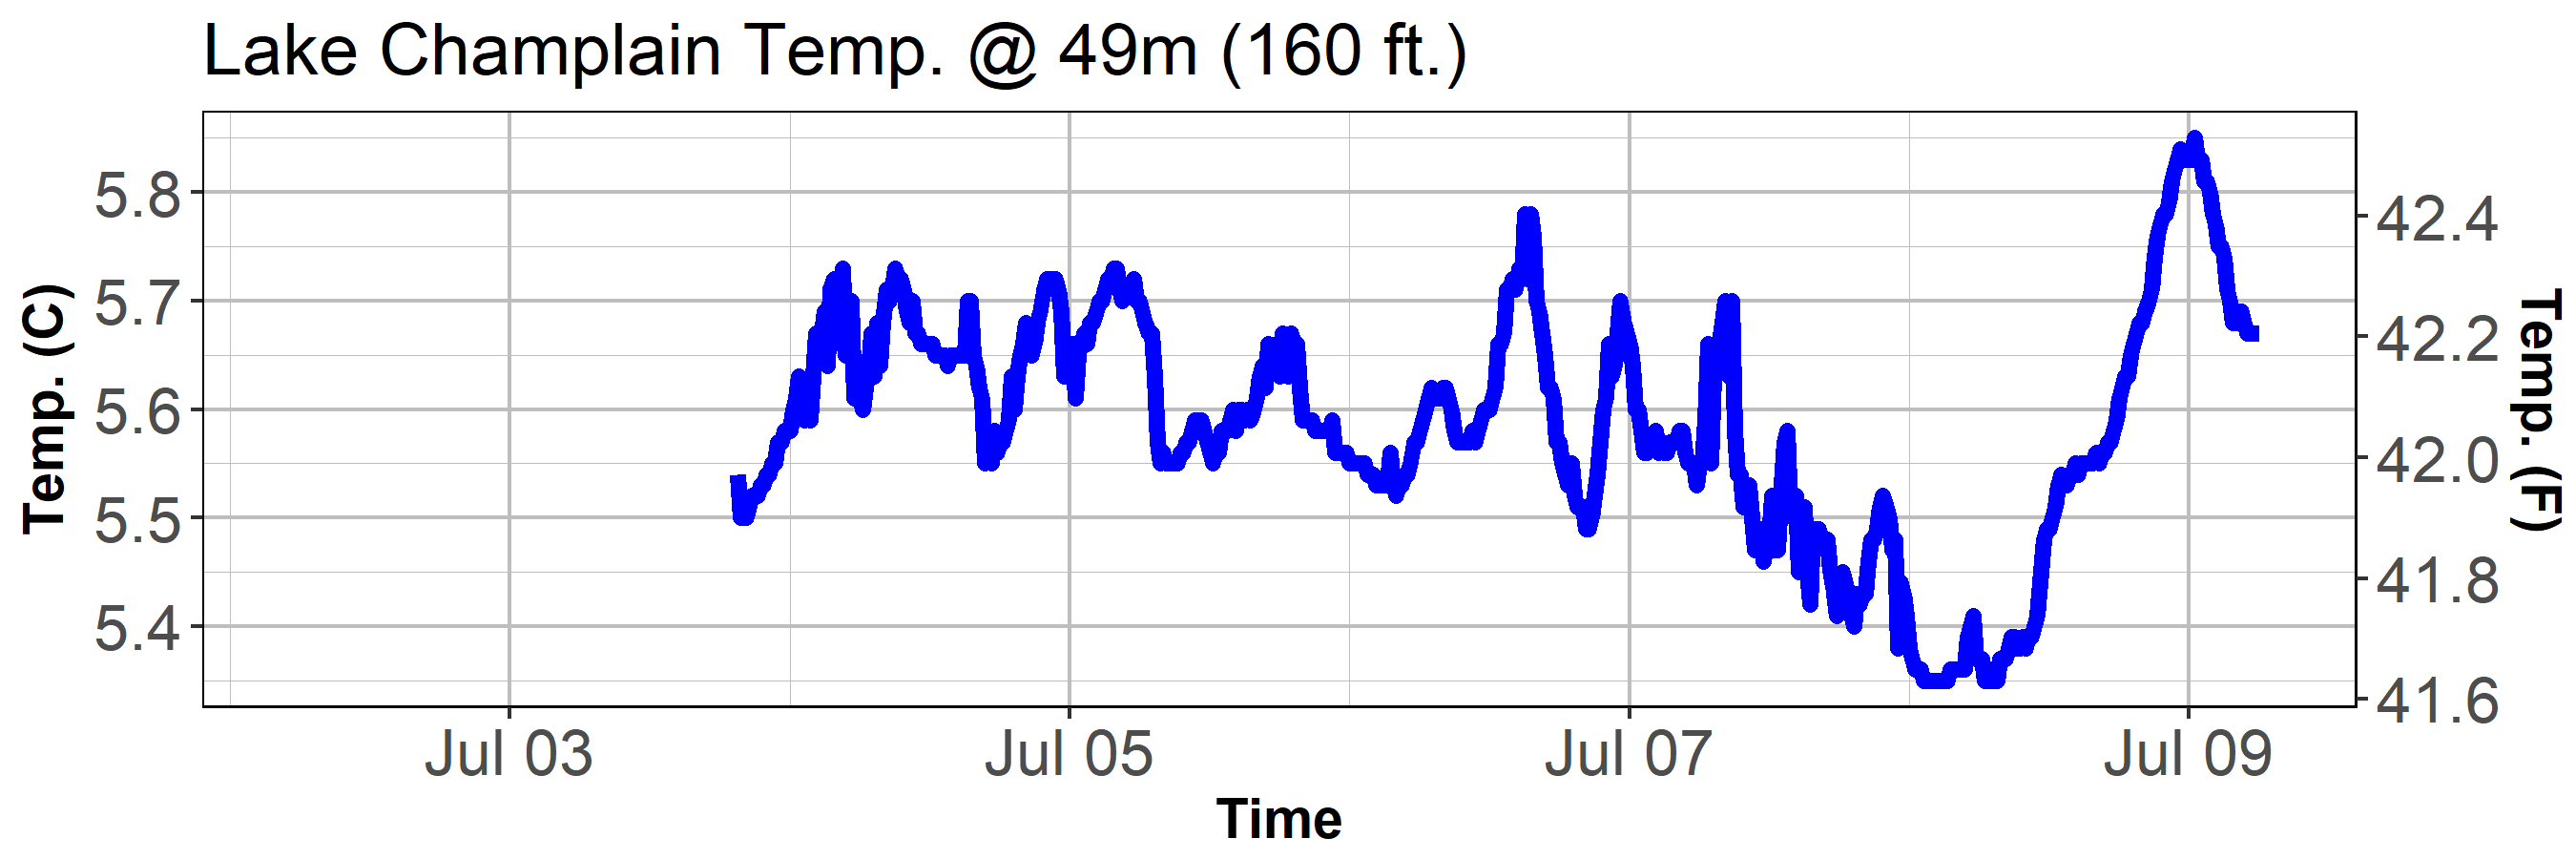 Lake Champlain Temp. @ 49m (160 ft.)
Temp. (C)
5.8
5.7
5.6
5.5
5.4
42.4
42.2
42.0
41.8
41.6
Temp. (F)
Jul 03 Jul 05 Jul 07 Jul 09
Time